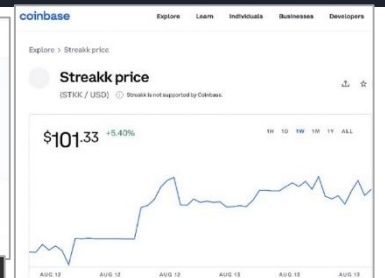 coinbase
Explore Learn Individuals Businesses Developers
Explore > Streakk price
Streakk price
(STKK / USD) Streakk is not supported by Coinbase.
$101.33 +5.40%
1H 1D 1W 1M 1Y ALL
AUG 12 AUG 12 AUG 12 AUG 13 AUG 13 AUG 13